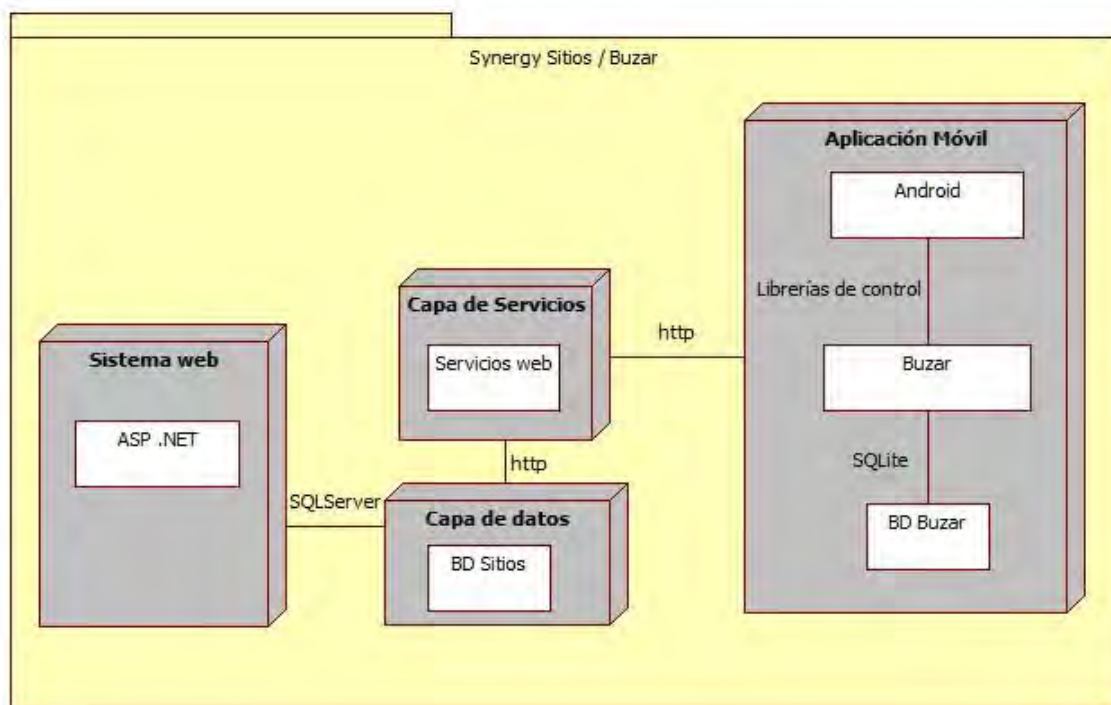 Synergy Sitios / Buzar
Aplicación Móvil
Android
Librerías de control
Buzar
SQLite
BD Buzar
http
Capa de Servicios
Servicios web
http
Sistema web
ASP .NET
SQLServer
Capa de datos
BD Sitios